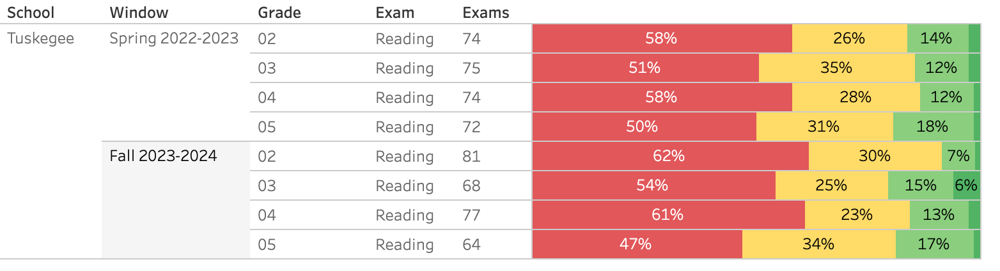 School Window Grade Exam Exams
Tuskegee Spring 2022-2023 02 Reading 74 58% 26% 14%
03 Reading 75 51% 35% 12%
04 Reading 74 58% 28% 12%
05 Reading 72 50% 31% 18%
Fall 2023-2024 02 Reading 81 62% 30% 7%
03 Reading 68 54% 25% 15% 6%
04 Reading 77 61% 23% 13%
05 Reading 64 47% 34% 17%